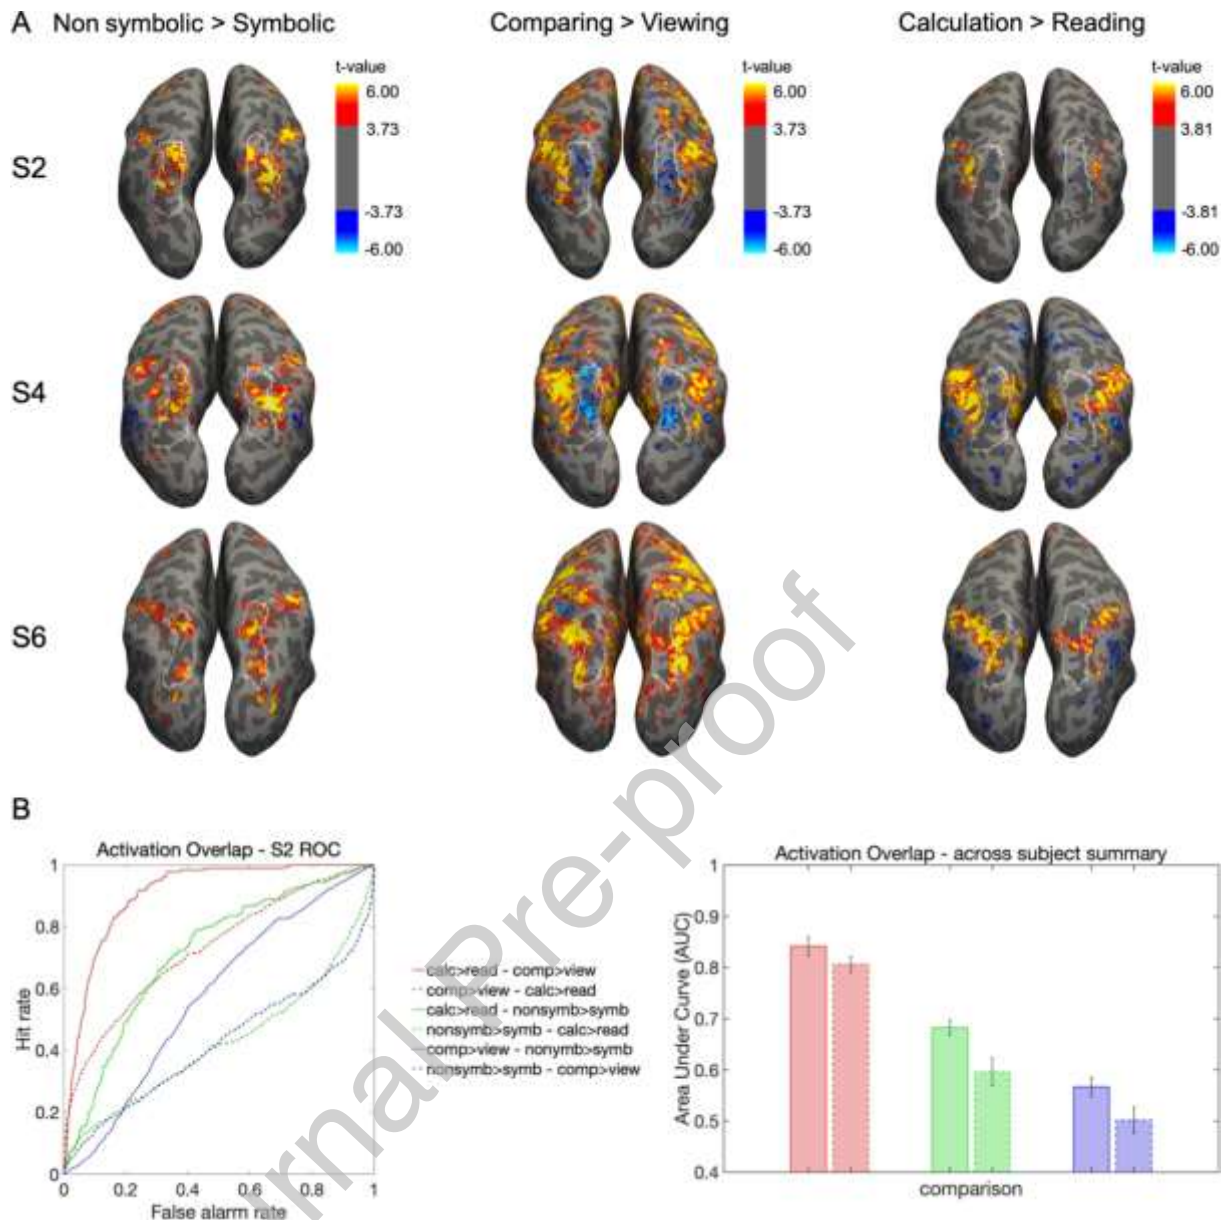 A Non symbolic > Symbolic Comparing > Viewing Calculation > Reading
t-value t-value t-value
6.00 6.00 6.00
3.73 3.73 3.81
S2
-3.73 -3.73 -3.81
-6.00 -6.00 -6.00
S4
S6
B
Activation Overlap - S2 ROC
1
0.8
0.6
0.4
0.2
0
0 0.2 0.4 0.6 0.8 1
Hit rate
False alarm rate
calc>read - comp>view
comp>view - calc>read
calc>read - nonsymb>symb
nonsymb>symb - calc>read
comp>view - nonymb>symb
nonsymb>symb - comp>view
Activation Overlap - across subject summary
1
0.9
0.8
0.7
0.6
0.5
0.4
Area Under Curve (AUC)
comparison
rnal Pre-proof